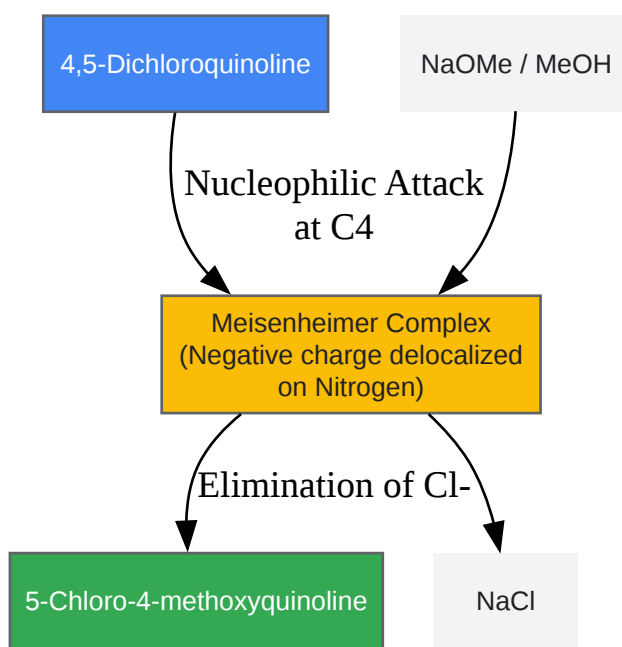 4,5-Dichloroquinoline
NaOMe / MeOH
Nucleophilic Attack
at C4
Meisenheimer Complex
(Negative charge delocalized
on Nitrogen)
Elimination of Cl-
5-Chloro-4-methoxyquinoline
NaCl